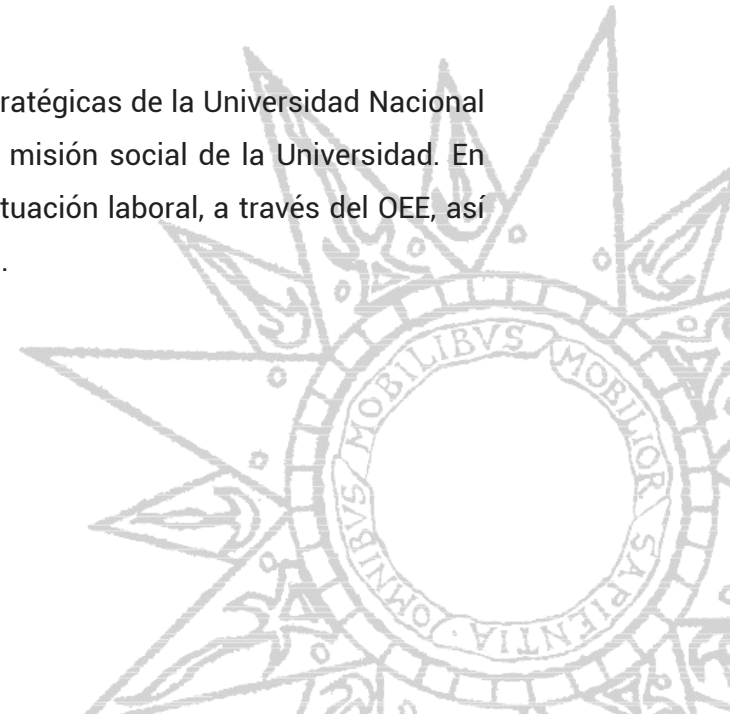 ratégicas de la Universidad Nacional
misión social de la Universidad. En
tuación laboral, a través del OEE, así
.
OMNIBVS MOBILIBVS MOBILIOR SAPIENTIA